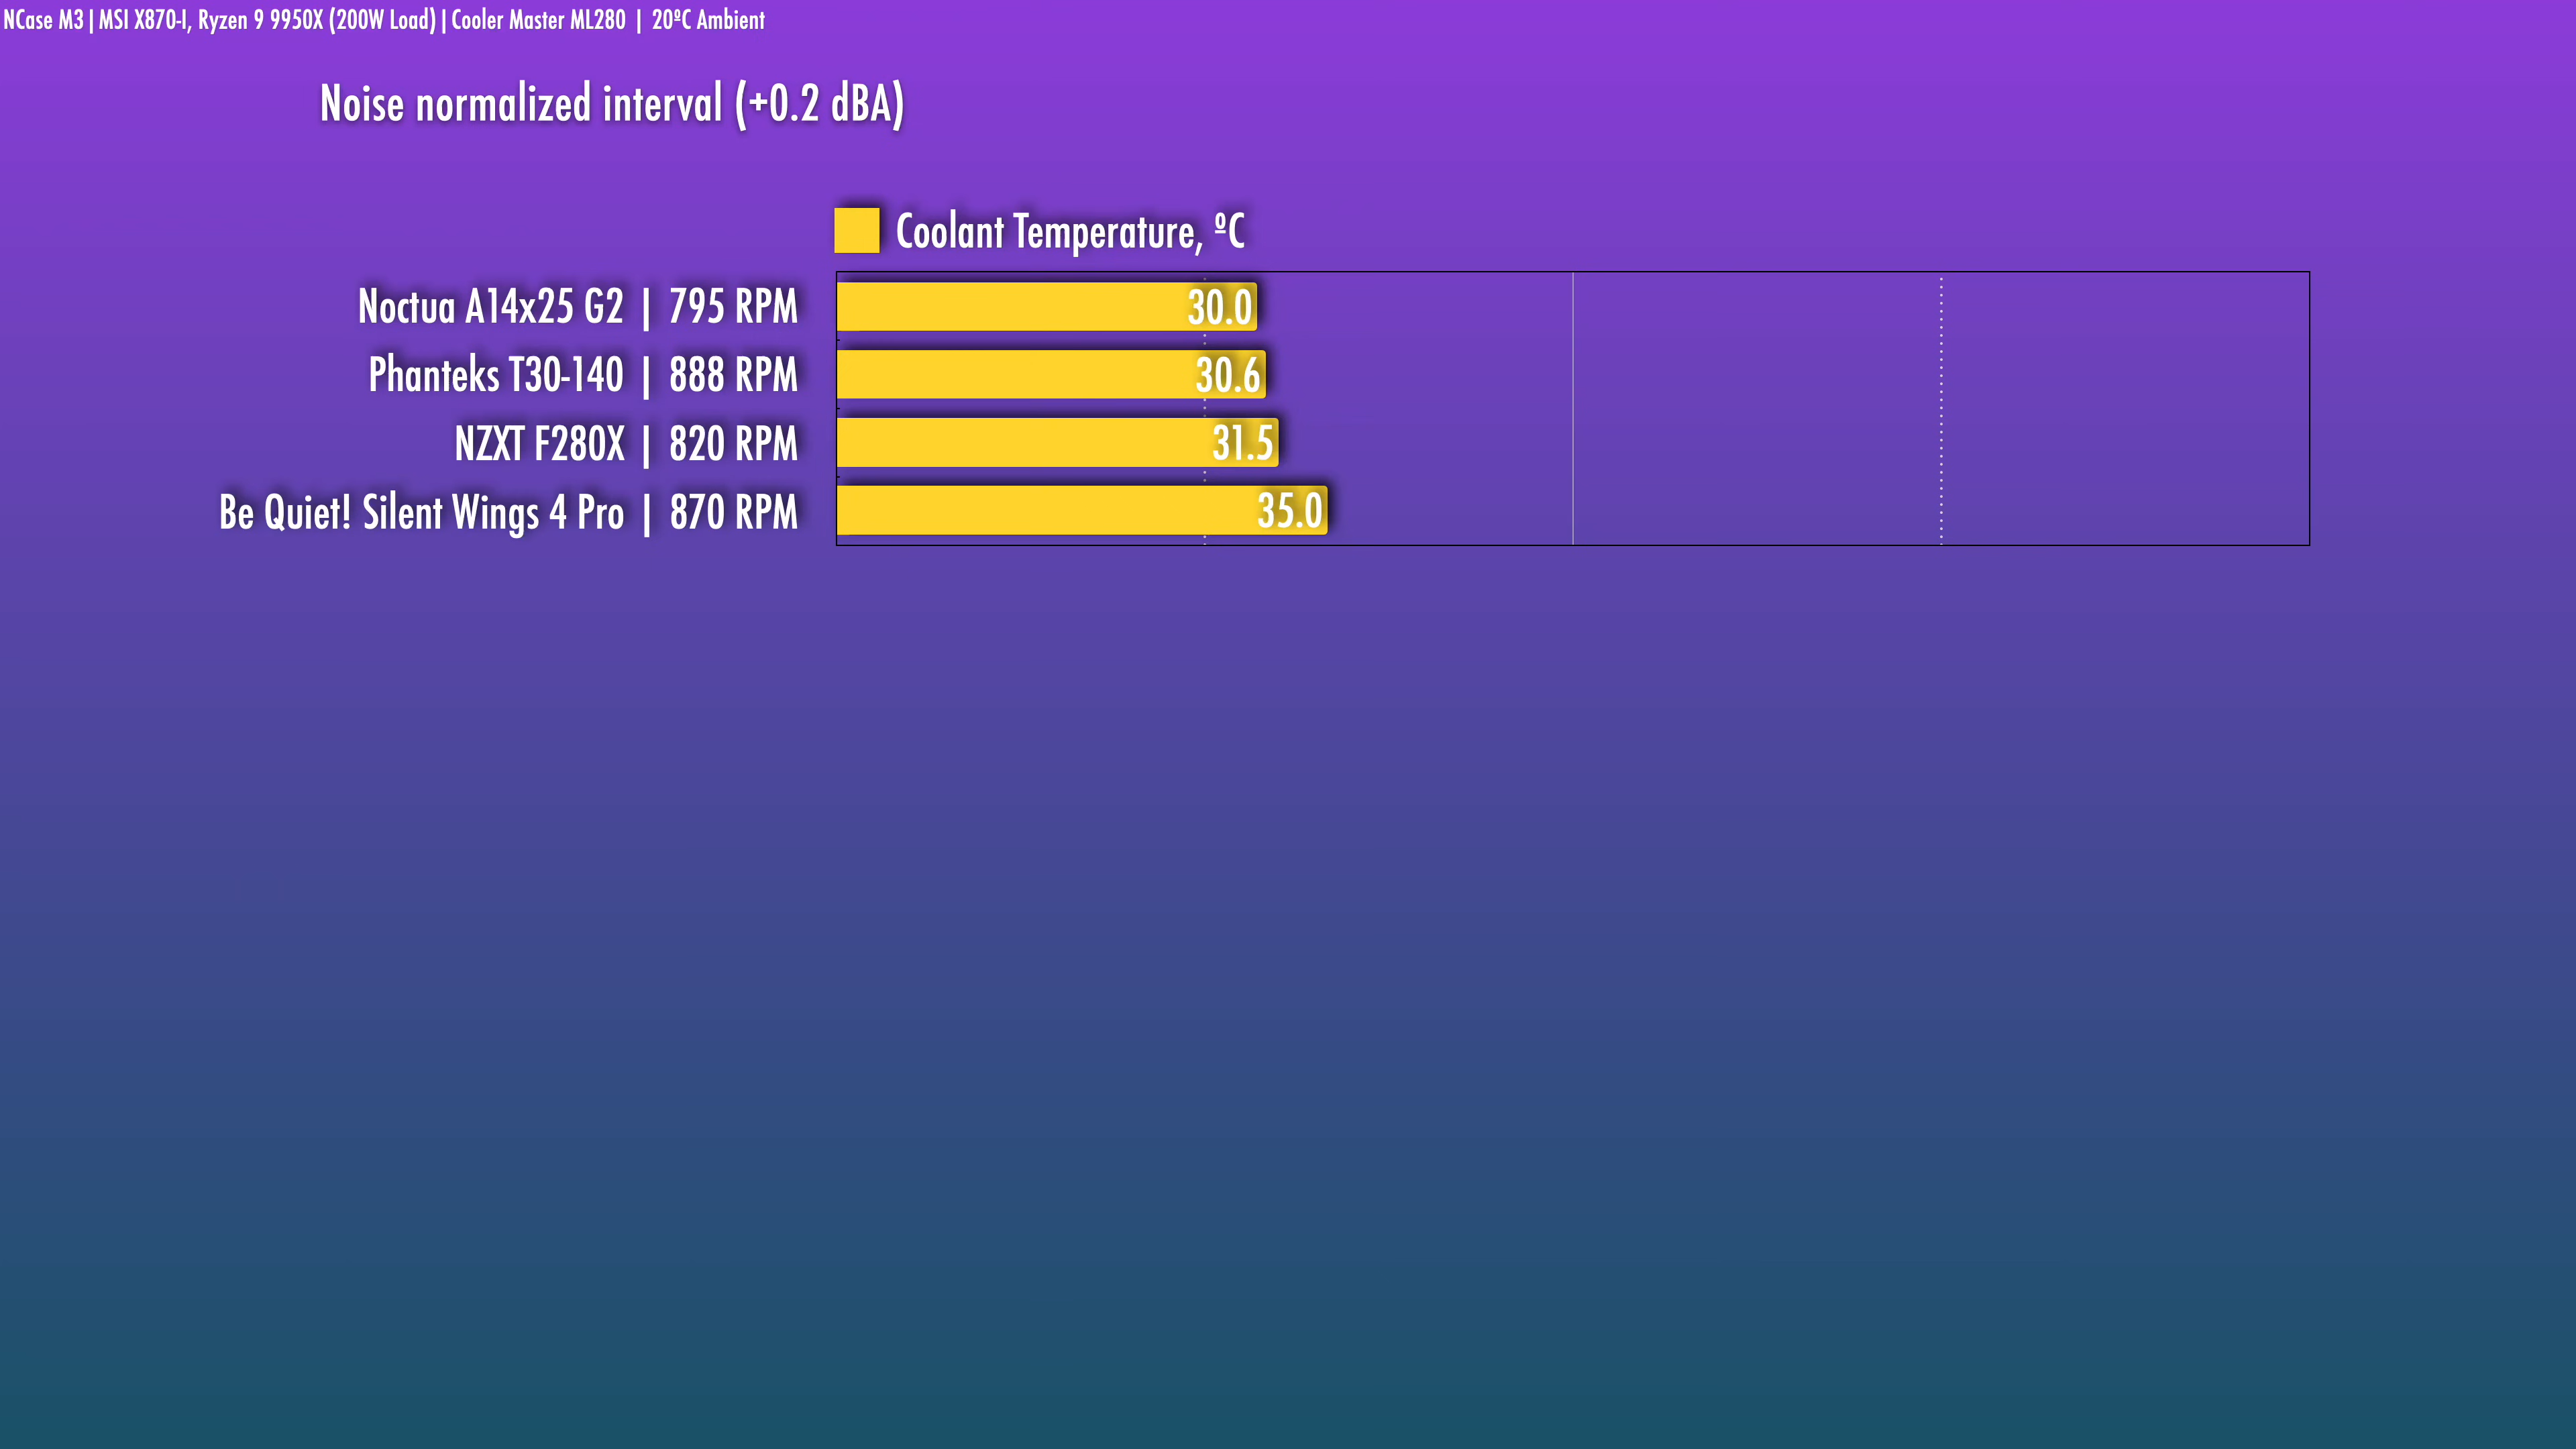 NCase M3 | MSI X870-I, Ryzen 9 9950X (200W Load) | Cooler Master ML280 | 20ºC Ambient
Noise normalized interval (+0.2 dBA)
Coolant Temperature, ºC
Noctua A14x25 G2 | 795 RPM 30.0
Phanteks T30-140 | 888 RPM 30.6
NZXT F280X | 820 RPM 31.5
Be Quiet! Silent Wings 4 Pro | 870 RPM 35.0